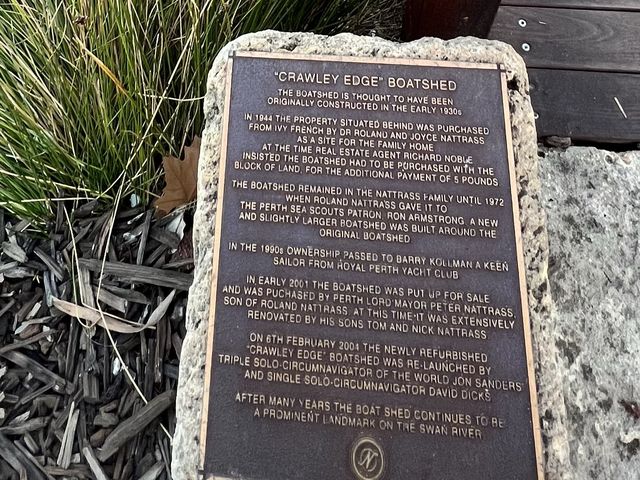 "CRAWLEY EDGE" BOATSHED
THE BOATSHED IS THOUGHT TO HAVE BEEN
ORIGINALLY CONSTRUCTED IN THE EARLY 1930s
IN 1944 THE PROPERTY SITUATED BEHIND WAS PURCHASED
FROM IVY FRENCH BY DR ROLAND AND JOYCE NATTRASS
AS A SITE FOR THE FAMILY HOME
AT THE TIME REAL ESTATE AGENT RICHARD NOBLE
INSISTED THE BOATSHED HAD TO BE PURCHASED WITH THE
BLOCK OF LAND, FOR THE ADDITIONAL PAYMENT OF 5 POUNDS
THE BOATSHED REMAINED IN THE NATTRASS FAMILY UNTIL 1972
WHEN ROLAND NATTRASS GAVE IT TO
THE PERTH SEA SCOUTS PATRON, RON ARMSTRONG. A NEW
AND SLIGHTLY LARGER BOATSHED WAS BUILT AROUND THE
ORIGINAL BOATSHED
IN THE 1990s OWNERSHIP PASSED TO BARRY KOLLMAN A KEEN
SAILOR FROM ROYAL PERTH YACHT CLUB
IN EARLY 2001 THE BOATSHED WAS PUT UP FOR SALE
AND WAS PUCHASED BY PERTH LORD MAYOR PETER NATTRASS,
SON OF ROLAND NATTRASS. AT THIS TIME IT WAS EXTENSIVELY
RENOVATED BY HIS SONS TOM AND NICK NATTRASS
ON 6TH FEBRUARY 2004 THE NEWLY REFURBISHED
"CRAWLEY EDGE" BOATSHED WAS RE-LAUNCHED BY
TRIPLE SOLO-CIRCUMNAVIGATOR OF THE WORLD JON SANDERS
AND SINGLE SOLO-CIRCUMNAVIGATOR DAVID DICKS
AFTER MANY YEARS THE BOAT SHED CONTINUES TO BE
A PROMINENT LANDMARK ON THE SWAN RIVER
N